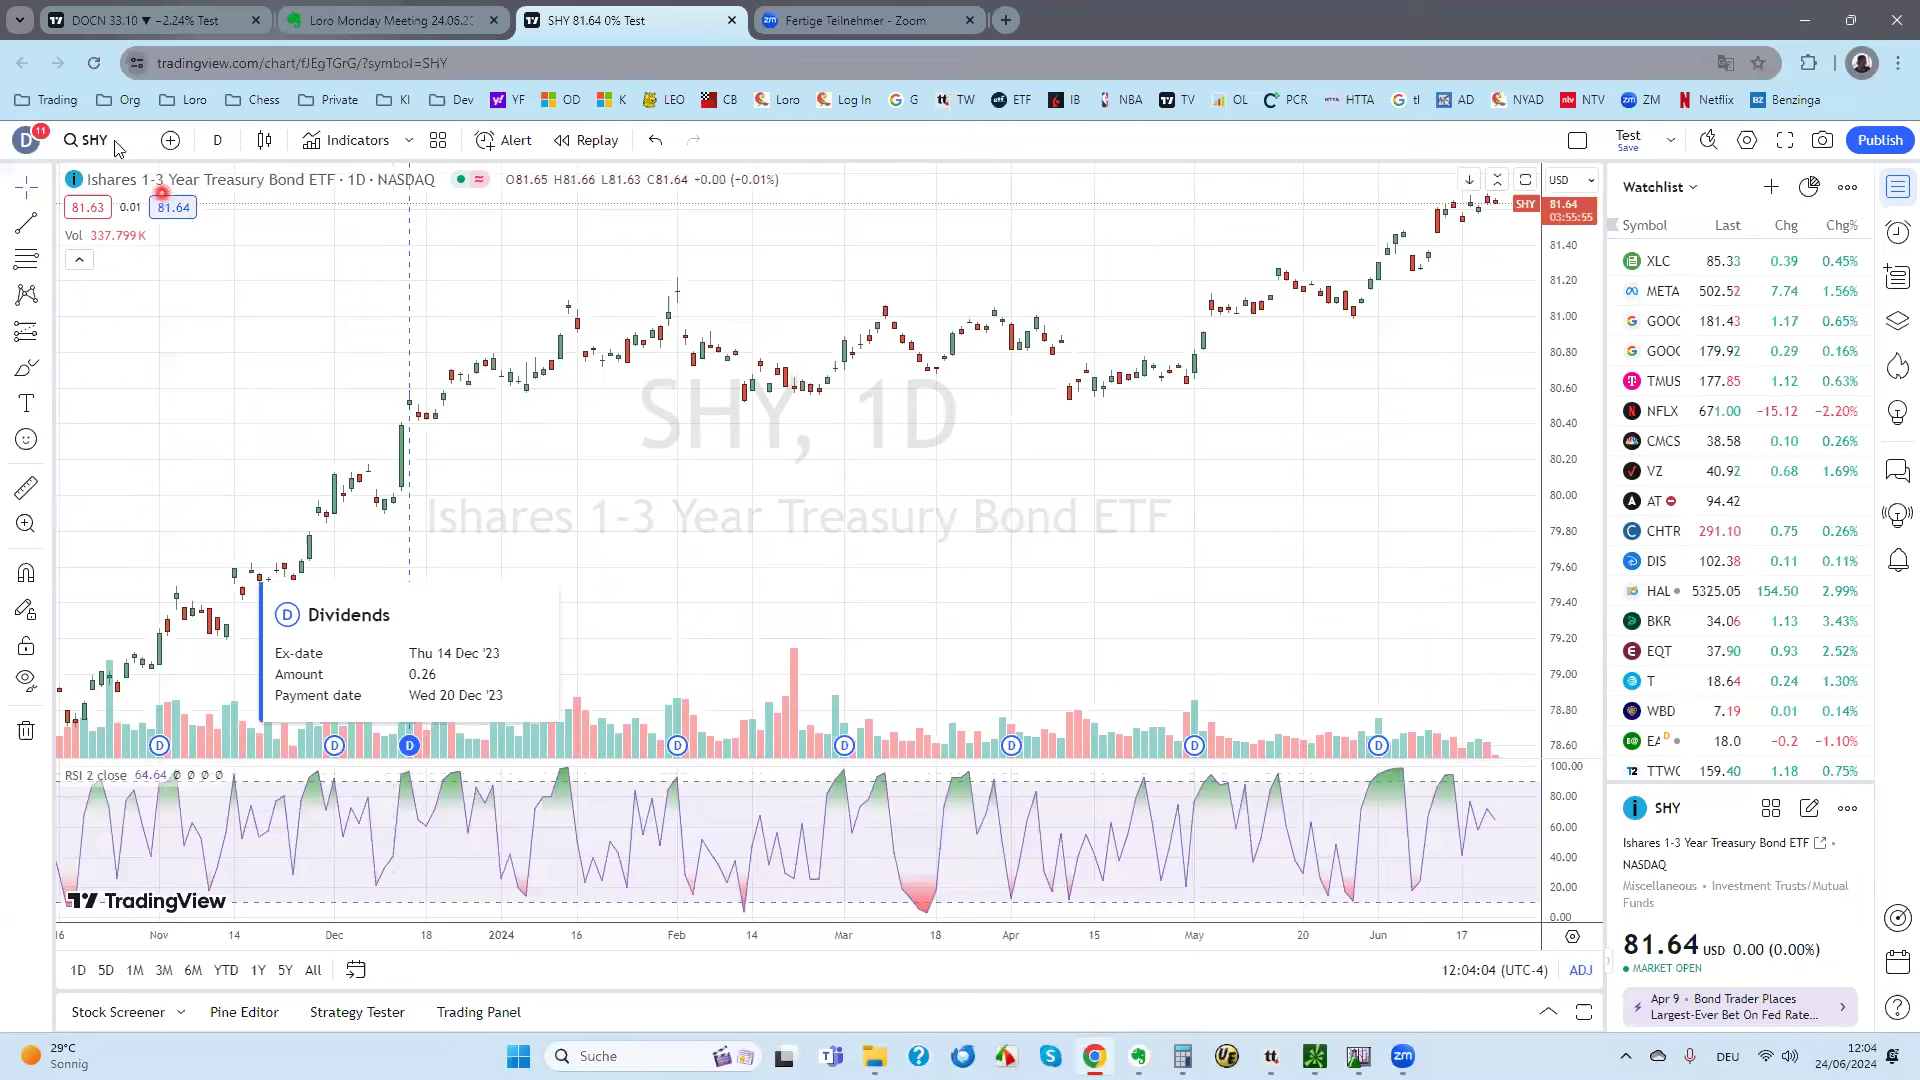 DOCN 33.10 ▼ −2.24% Test
Loro Monday Meeting 24.06.20
SHY 81.64 0% Test
Fertige Teilnehmer - Zoom
tradingview.com/chart/fJEgTGrG/?symbol=SHY
Trading Org Loro Chess Private KI Dev YF OD K LEO CB Loro Log In G TW ETF IB NBA TV OL PCR HTTA tl AD NYAD NTV ZM Netflix Benzinga
D 11 SHY D Indicators Alert Replay Test Save Publish
Ishares 1-3 Year Treasury Bond ETF · 1D · NASDAQ O81.65 H81.66 L81.63 C81.64 +0.00 (+0.01%)
81.63 0.01 81.64
Vol 337.799K
USD
SHY 81.64
03:55:55
81.40
81.20
81.00
80.80
80.60
80.40
80.20
80.00
79.80
79.60
79.40
79.20
79.00
78.80
78.60
SHY, 1D
Ishares 1-3 Year Treasury Bond ETF
D Dividends
Ex-date Thu 14 Dec '23
Amount 0.26
Payment date Wed 20 Dec '23
D D D D D D D D
RSI 2 close 64.64 Ø Ø Ø Ø
100.00
80.00
60.00
40.00
20.00
0.00
TradingView
16 Nov 14 Dec 18 2024 16 Feb 14 Mar 18 Apr 15 May 20 Jun 17
1D 5D 1M 3M 6M YTD 1Y 5Y All 12:04:04 (UTC-4) ADJ
Stock Screener Pine Editor Strategy Tester Trading Panel
Watchlist
Symbol Last Chg Chg%
XLC 85.33 0.39 0.45%
META 502.52 7.74 1.56%
GOOG 181.43 1.17 0.65%
GOOG 179.92 0.29 0.16%
TMUS 177.85 1.12 0.63%
NFLX 671.00 −15.12 −2.20%
CMCS 38.58 0.10 0.26%
VZ 40.92 0.68 1.69%
AT 94.42
CHTR 291.10 0.75 0.26%
DIS 102.38 0.11 0.11%
HAL 5325.05 154.50 2.99%
BKR 34.06 1.13 3.43%
EQT 37.90 0.93 2.52%
T 18.64 0.24 1.30%
WBD 7.19 0.01 0.14%
EA D 18.0 −0.2 −1.10%
TTWO 159.40 1.18 0.75%
SHY
Ishares 1-3 Year Treasury Bond ETF •
NASDAQ
Miscellaneous • Investment Trusts/Mutual
Funds
81.64 USD 0.00 (0.00%)
MARKET OPEN
Apr 9 • Bond Trader Places
Largest-Ever Bet On Fed Rate...
29°C
Sonnig
Suche
DEU
12:04
24/06/2024